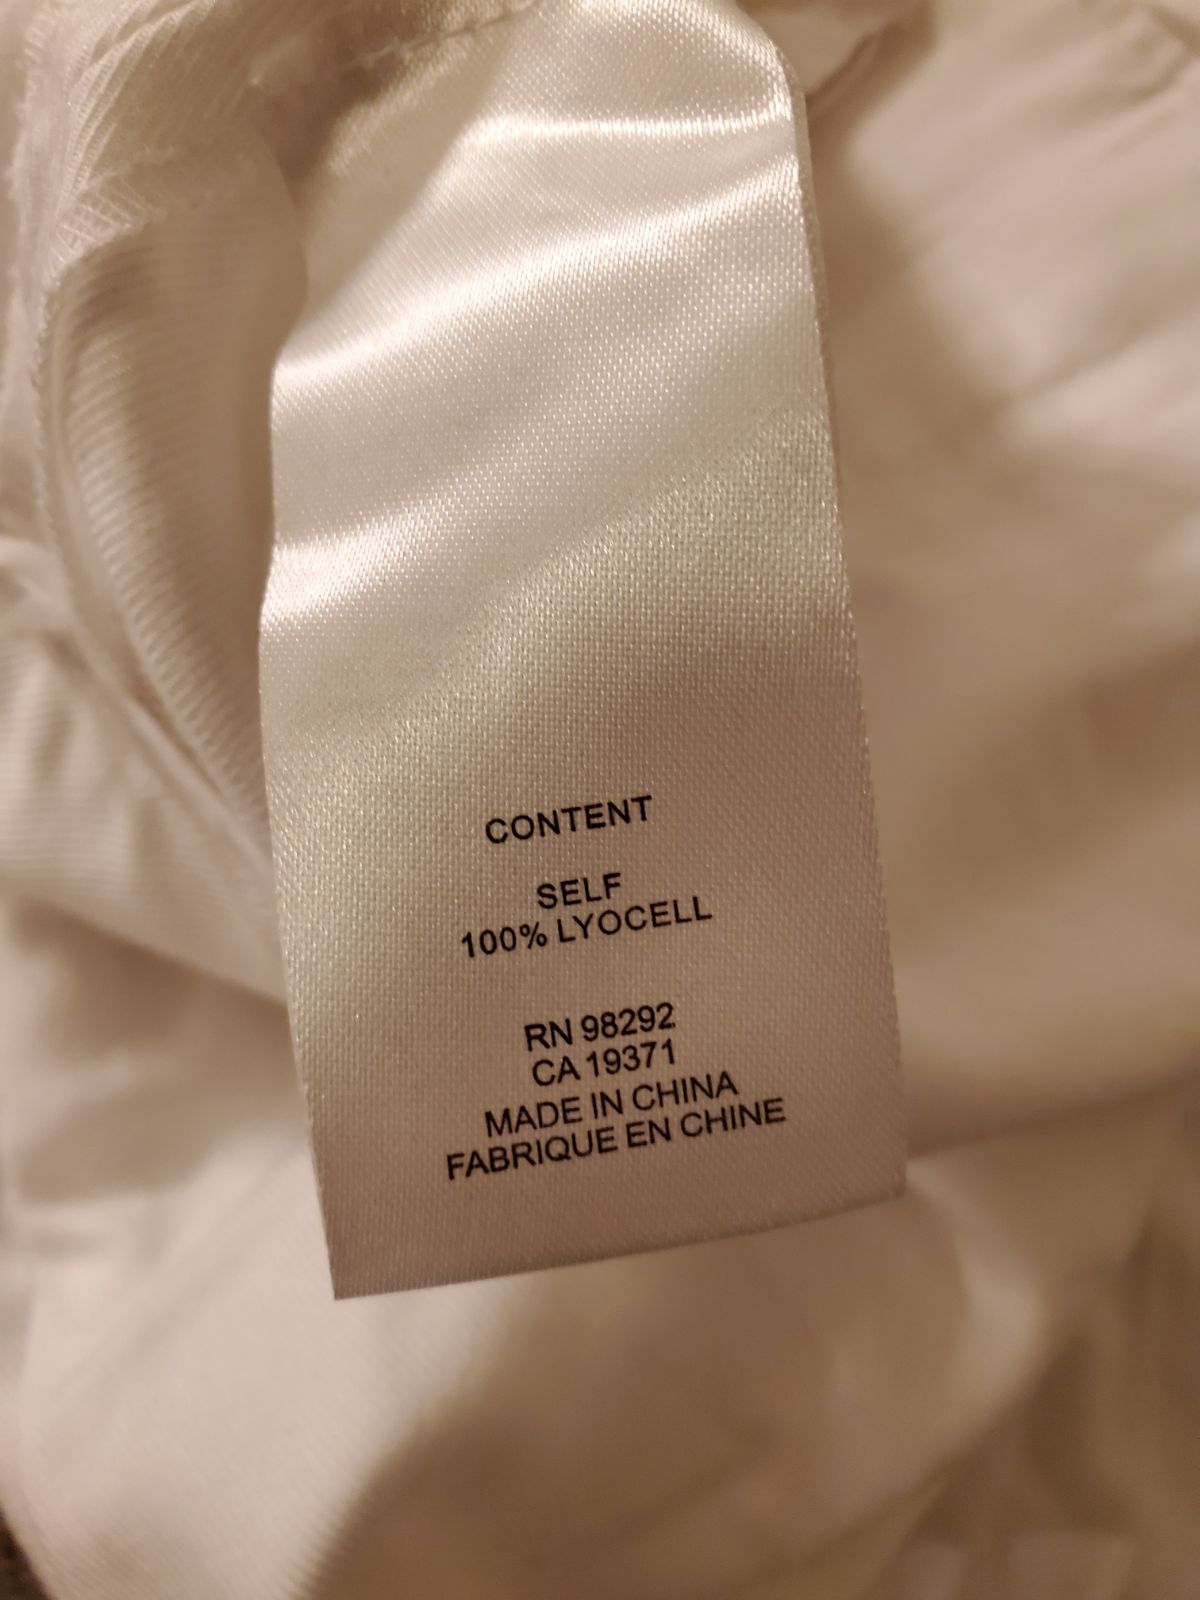 CONTENT
SELF
100% LYOCELL
RN 98292
CA 19371
MADE IN CHINA
FABRIQUE EN CHINE